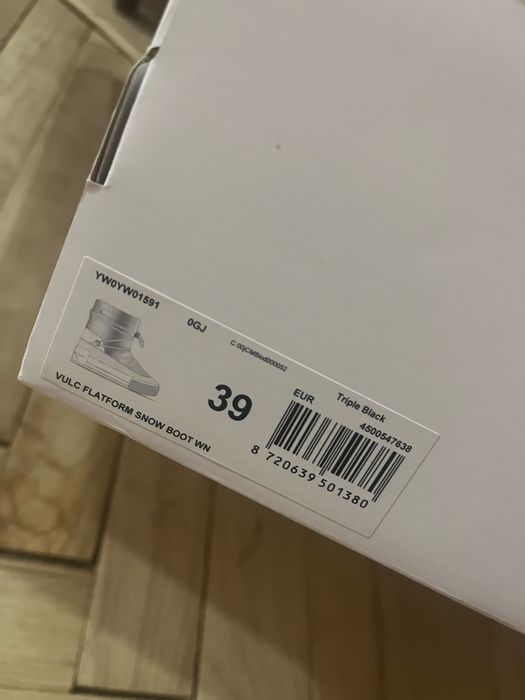 YW0YW01591
0GJ
VULC FLATFORM SNOW BOOT WN
39
EUR
Triple Black
4500547638
8 720639 501380